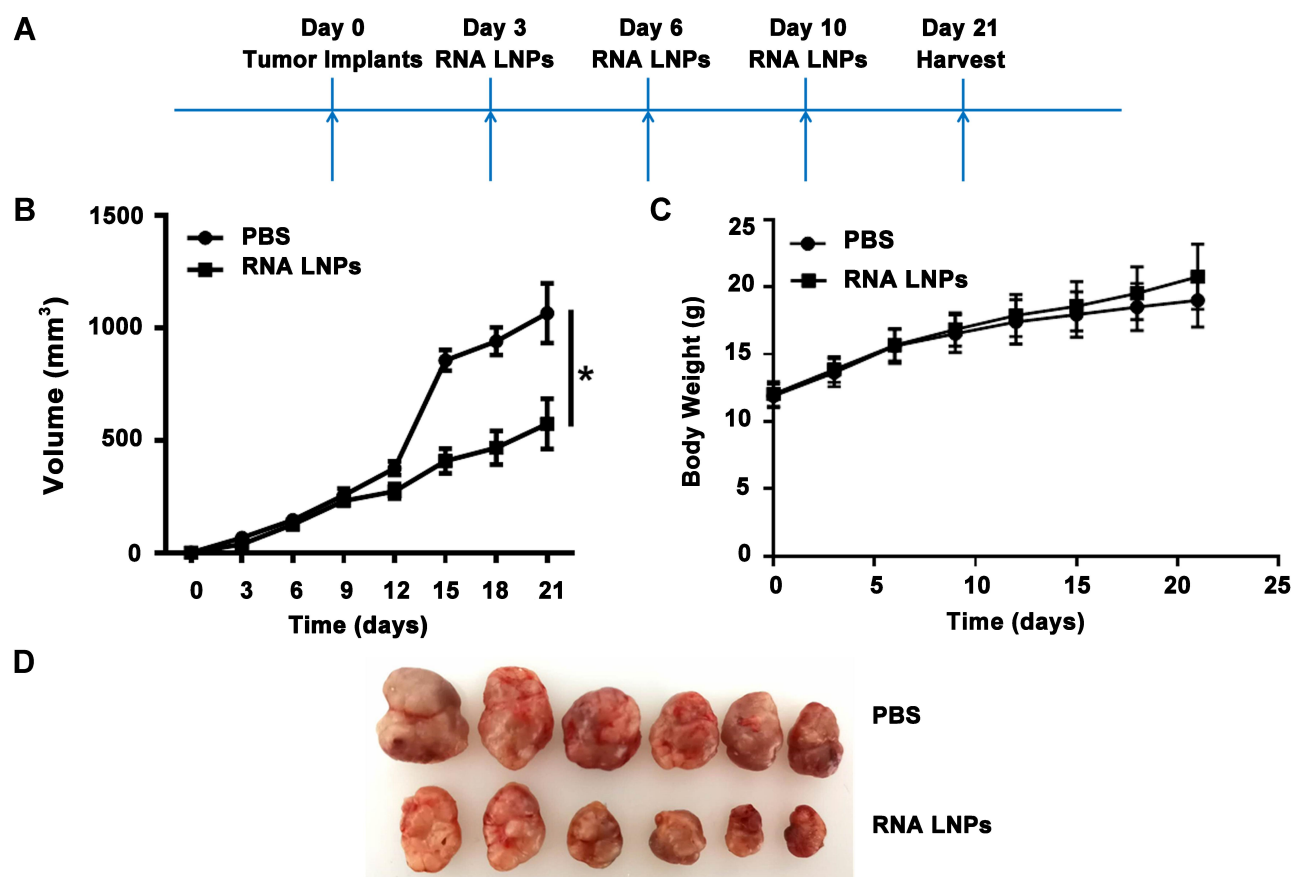 A
Day 0
Tumor Implants
Day 3
RNA LNPs
Day 6
RNA LNPs
Day 10
RNA LNPs
Day 21
Harvest
B
Volume (mm³)
1500
1000
500
0
PBS
RNA LNPs
*
0 3 6 9 12 15 18 21
Time (days)
C
Body Weight (g)
25
20
15
10
5
0
PBS
RNA LNPs
0 5 10 15 20 25
Time (days)
D
PBS
RNA LNPs